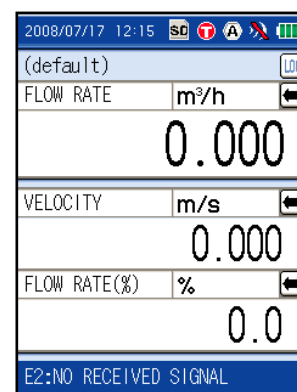 2008/07/17 12:15 SD T A
(default)
FLOW RATE m³/h
0.000
VELOCITY m/s
0.000
FLOW RATE(%) %
0.0
E2:NO RECEIVED SIGNAL